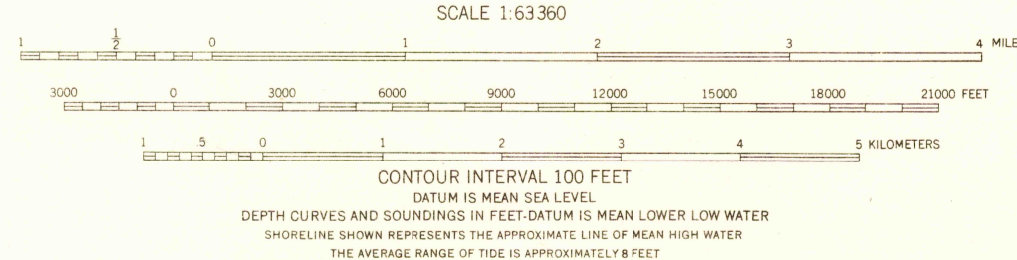 SCALE 1:63360
1 1/2 0 1 2 3 4 MILE
3000 0 3000 6000 9000 12000 15000 18000 21000 FEET
1 .5 0 1 2 3 4 5 KILOMETERS
CONTOUR INTERVAL 100 FEET
DATUM IS MEAN SEA LEVEL
DEPTH CURVES AND SOUNDINGS IN FEET-DATUM IS MEAN LOWER LOW WATER
SHORELINE SHOWN REPRESENTS THE APPROXIMATE LINE OF MEAN HIGH WATER
THE AVERAGE RANGE OF TIDE IS APPROXIMATELY 8 FEET